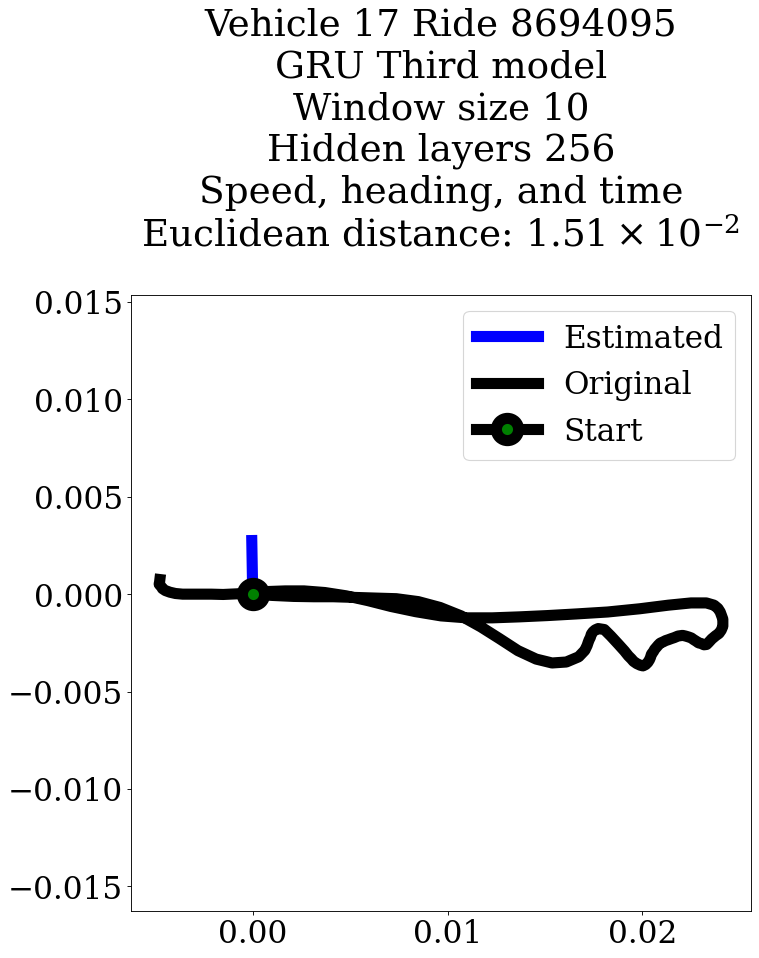 Vehicle 17 Ride 8694095
GRU Third model
Window size 10
Hidden layers 256
Speed, heading, and time
Euclidean distance: 1.51 × 10⁻²
0.015
Estimated
0.010
Original
Start
0.005
0.000
−0.005
−0.010
−0.015
0.00 0.01 0.02